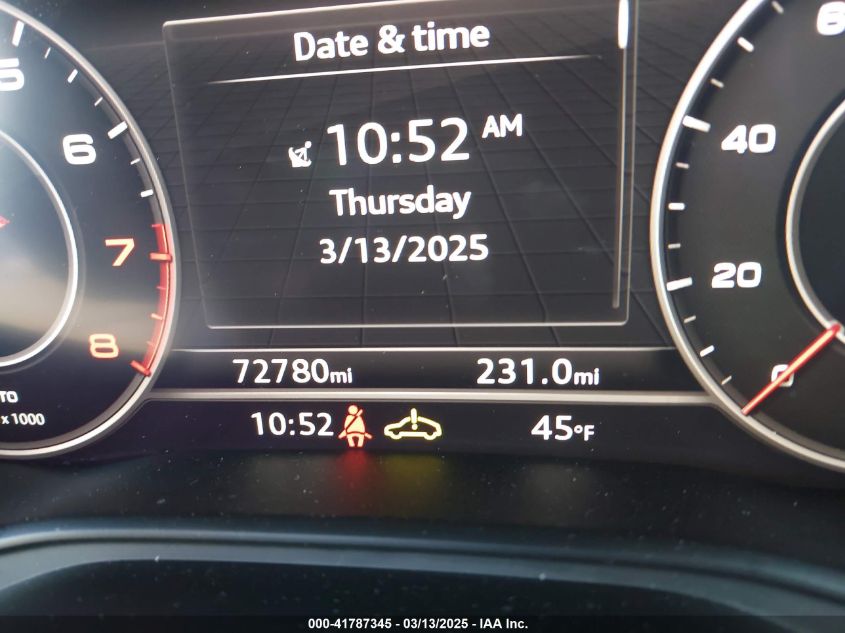 Date & time
10:52 AM
Thursday
3/13/2025
5
6
7
8
x 1000
60
40
20
0
72780mi
231.0mi
10:52
45°F
000-41787345 - 03/13/2025 - IAA Inc.